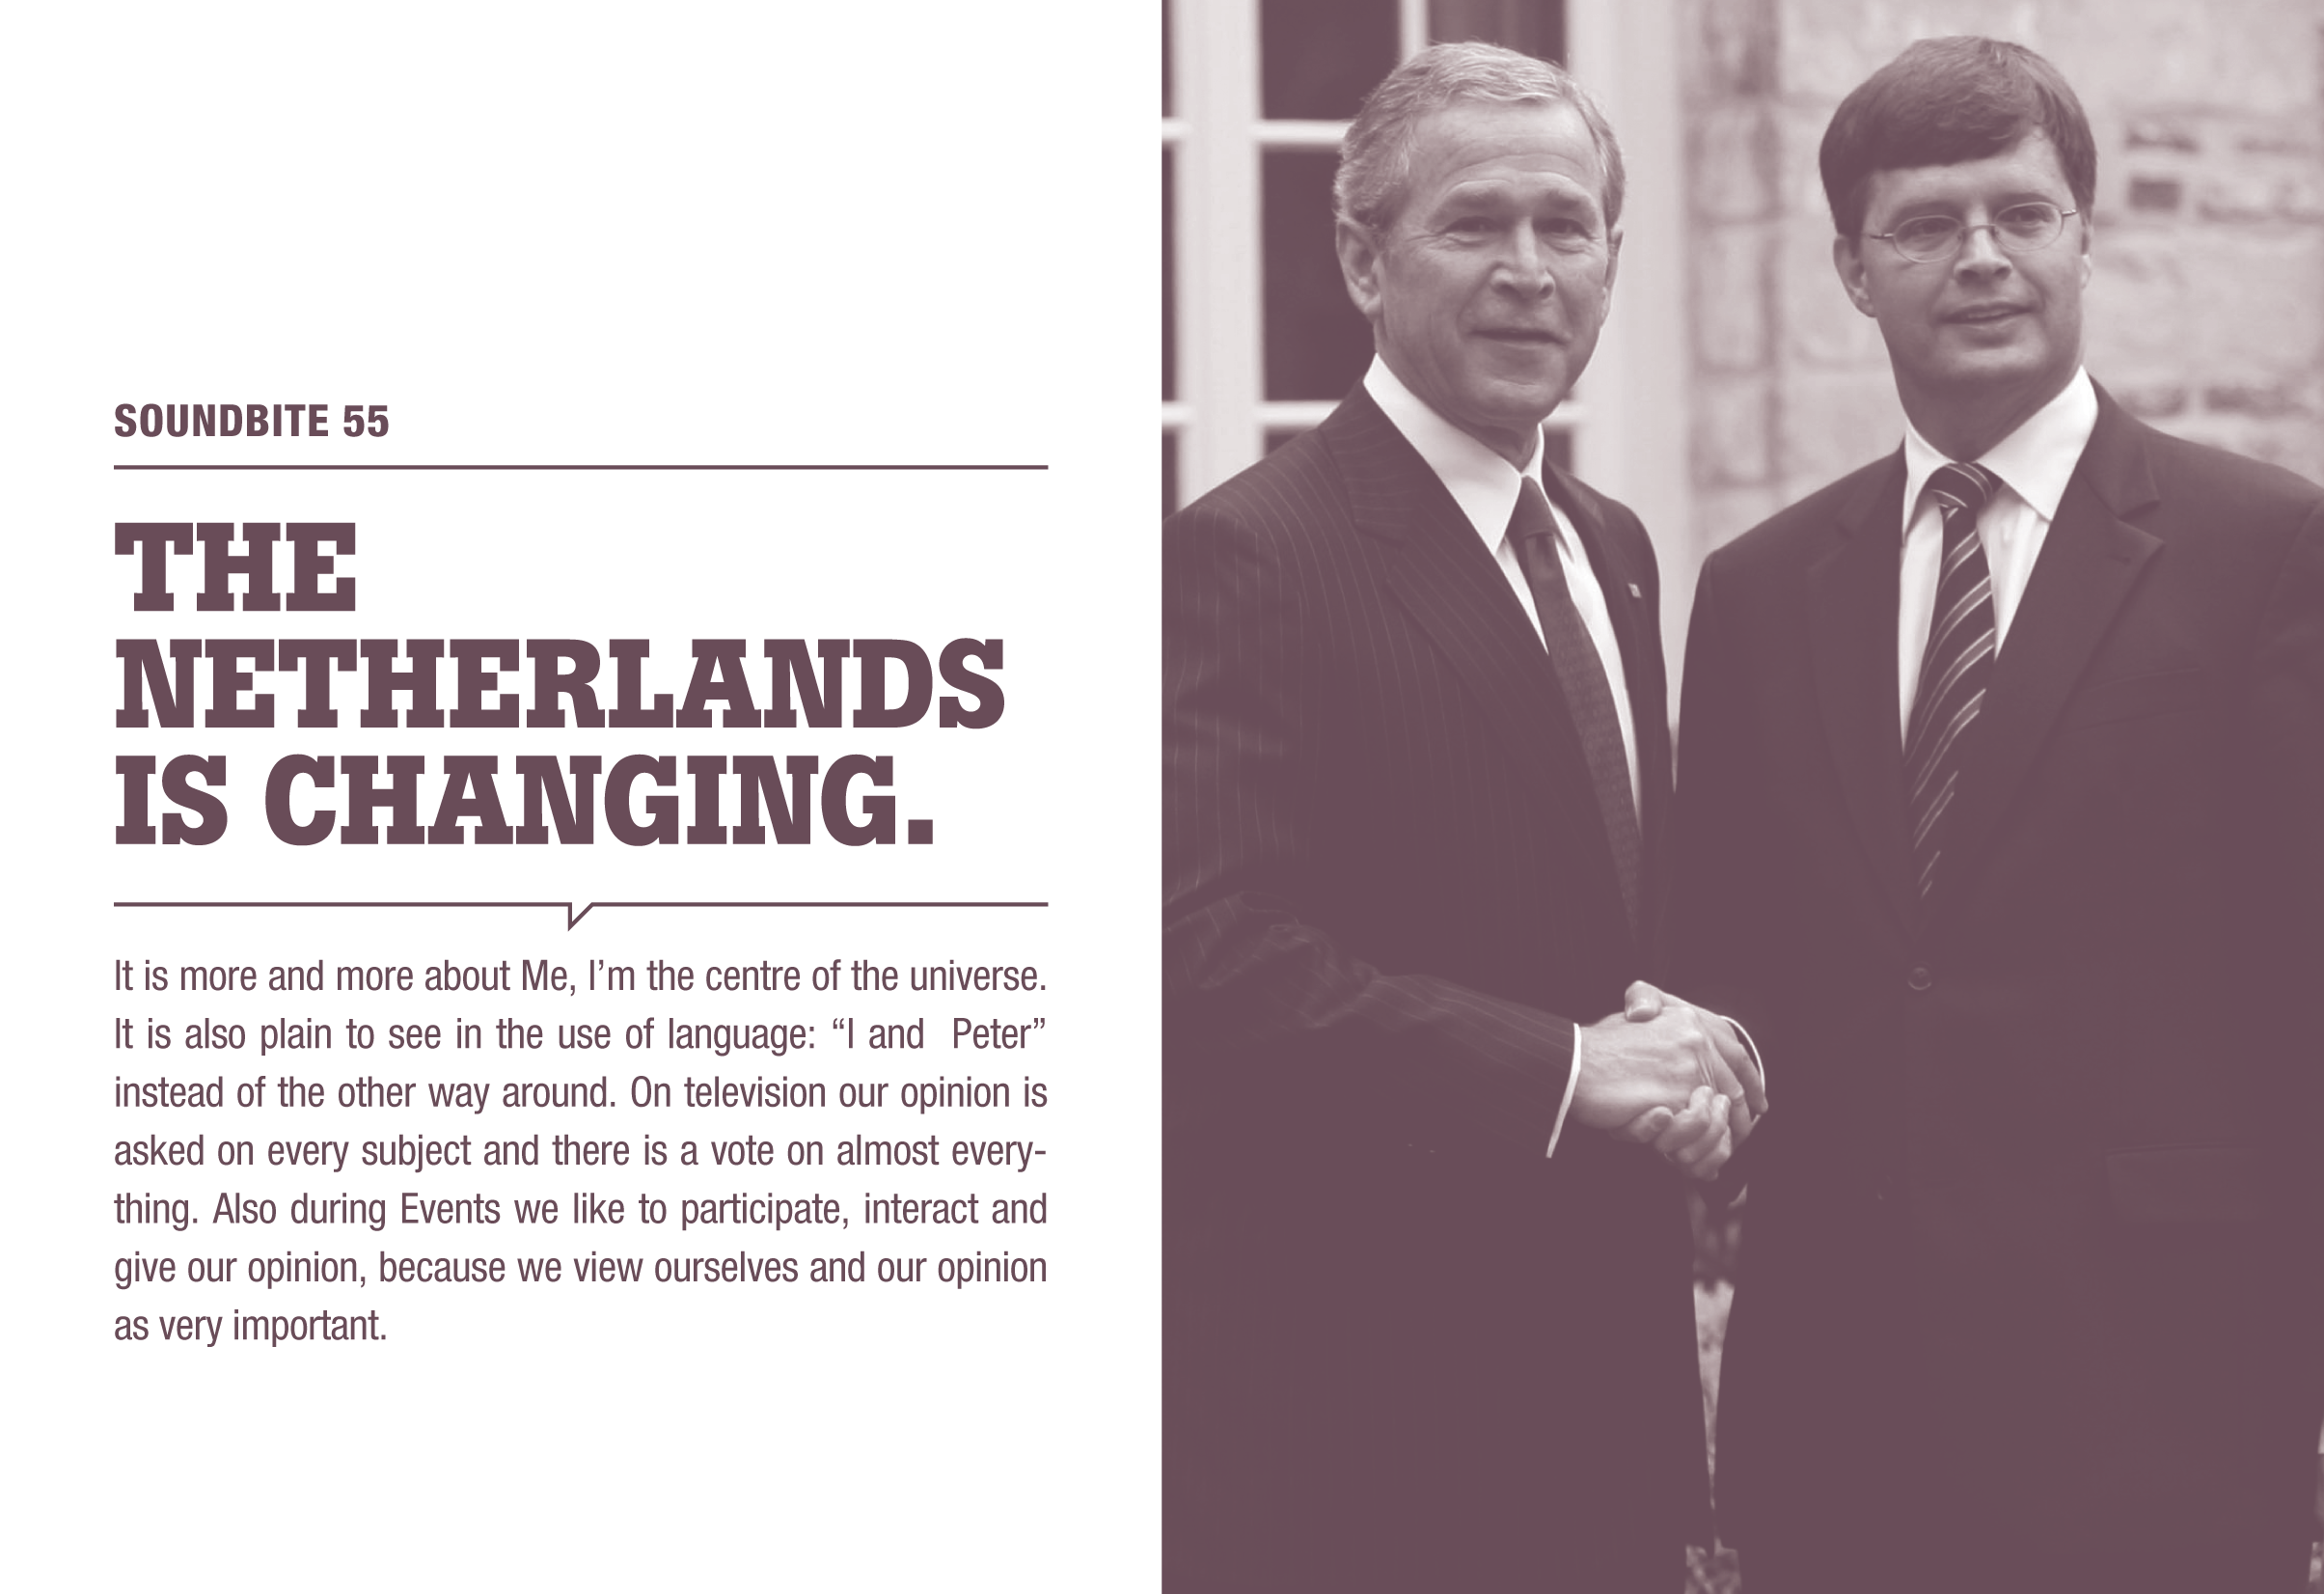 SOUNDBITE 55
THE
NETHERLANDS
IS CHANGING.
It is more and more about Me, I’m the centre of the universe.
It is also plain to see in the use of language: “I and  Peter”
instead of the other way around. On television our opinion is
asked on every subject and there is a vote on almost every-
thing. Also during Events we like to participate, interact and
give our opinion, because we view ourselves and our opinion
as very important.